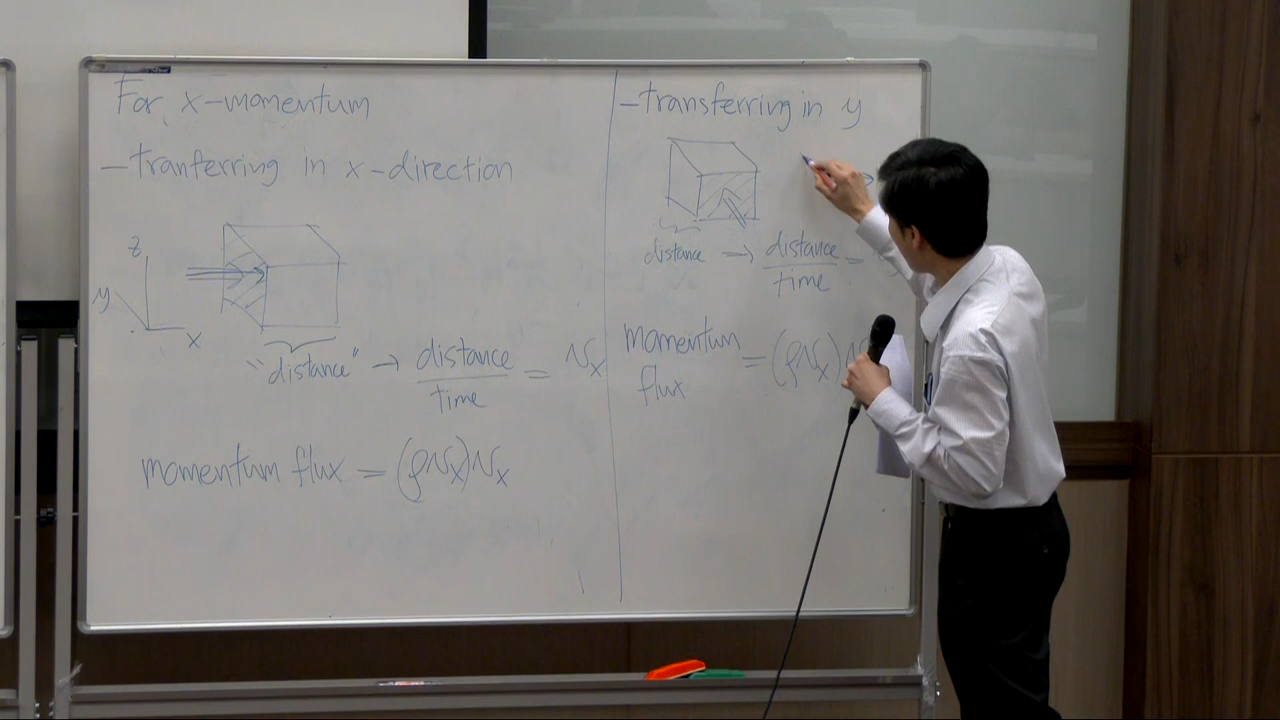 For x-momentum
-tranferring in x-direction
z
y
x
"distance" → distance/time = vₓ
momentum flux = (ρvₓ)vₓ
-transferring in y
distance → distance/time =
momentum flux = (ρvₓ)